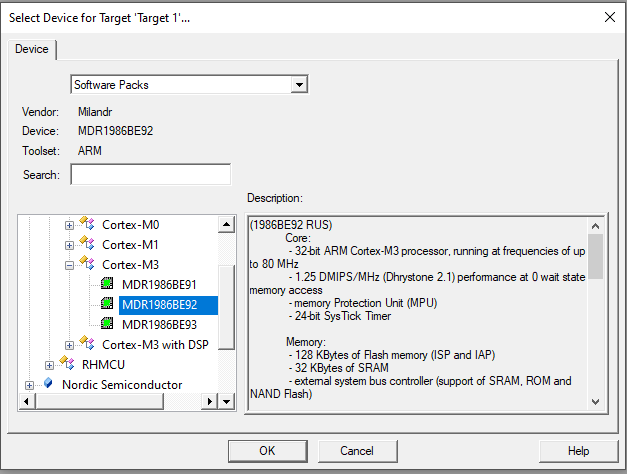 Select Device for Target 'Target 1'...
Device
Software Packs
Vendor: Milandr
Device: MDR1986BE92
Toolset: ARM
Search:
Description:
Cortex-M0
Cortex-M1
Cortex-M3
MDR1986BE91
MDR1986BE92
MDR1986BE93
Cortex-M3 with DSP
RHMCU
Nordic Semiconductor
(1986BE92 RUS)
Core:
- 32-bit ARM Cortex-M3 processor, running at frequencies of up
to 80 MHz
- 1.25 DMIPS/MHz (Dhrystone 2.1) performance at 0 wait state
memory access
- memory Protection Unit (MPU)
- 24-bit SysTick Timer
Memory:
- 128 KBytes of Flash memory (ISP and IAP)
- 32 KBytes of SRAM
- external system bus controller (support of SRAM, ROM and
NAND Flash)
OK
Cancel
Help